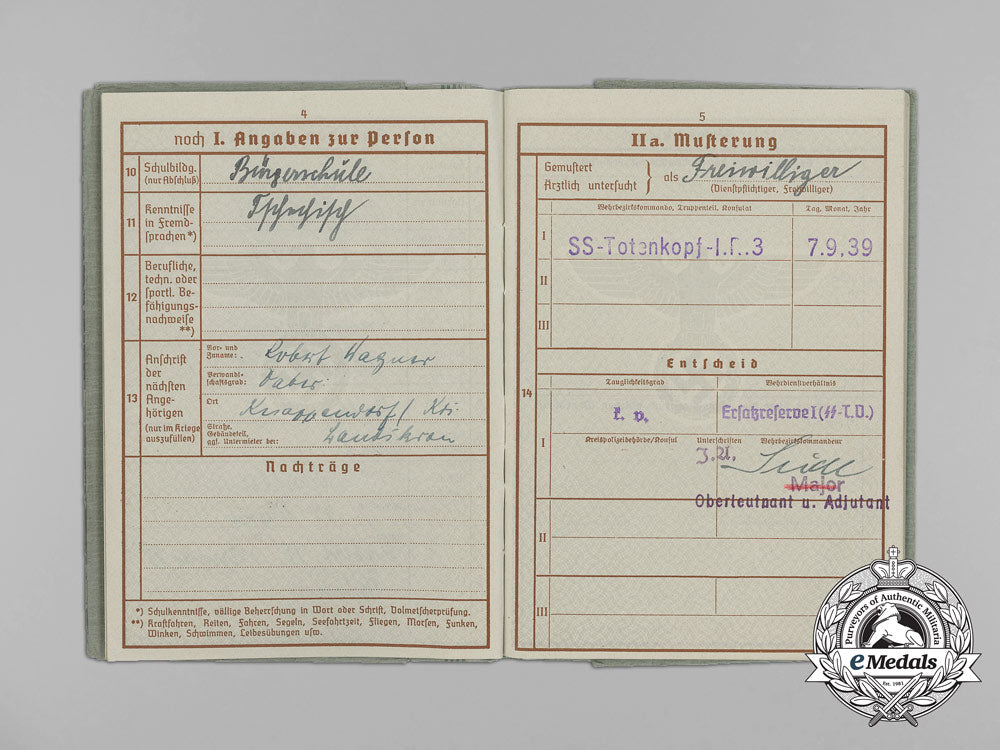 4
noch I. Angaben zur Person
10 Schulbildg. (nur Abschluß)
Bürgerschule
11 Kenntnisse in Fremd-sprachen*)
Tschechisch
12 Berufliche, techn. oder sportl. Be-fähigungs-nachweise **)
13 Anschrift der nächsten Ange-hörigen (nur im Kriege auszufüllen)
Vor- und Zuname:
Robert Wagner
Verwandt-schaftsgrad:
Vater
Ort
Knappendorf / Krs
Straße, Gebäudeteil, ggf. Untermieter bei:
Landskron
Nachträge
*) Schulkenntnisse, völlige Beherrschung in Wort oder Schrift, Dolmetscherprüfung.
**) Kraftfahren, Reiten, Fahren, Segeln, Seefahrtzeit, Fliegen, Morsen, Funken,
Winken, Schwimmen, Leibesübungen usw.
5
IIa. Musterung
Gemustert
Ärztlich untersucht } als Freiwilliger
(Dienstpflichtiger, Freiwilliger)
Wehrbezirkskommando, Truppenteil, Konsulat Tag, Monat, Jahr
I SS-Totenkopf-I.R.3 7.9.39
II
III
14
Entscheid
Tauglichkeitsgrad Wehrdienstverhältnis
k. v. Ersatzreserve I (SS-T.V.)
I Kreispolizeibehörde/Konsul Unterschriften Wehrbezirkskommandeur
J.A.
Major
Oberleutnant u. Adjutant
II
III
Purveyors of Authentic Militaria
eMedals
Est. 1981